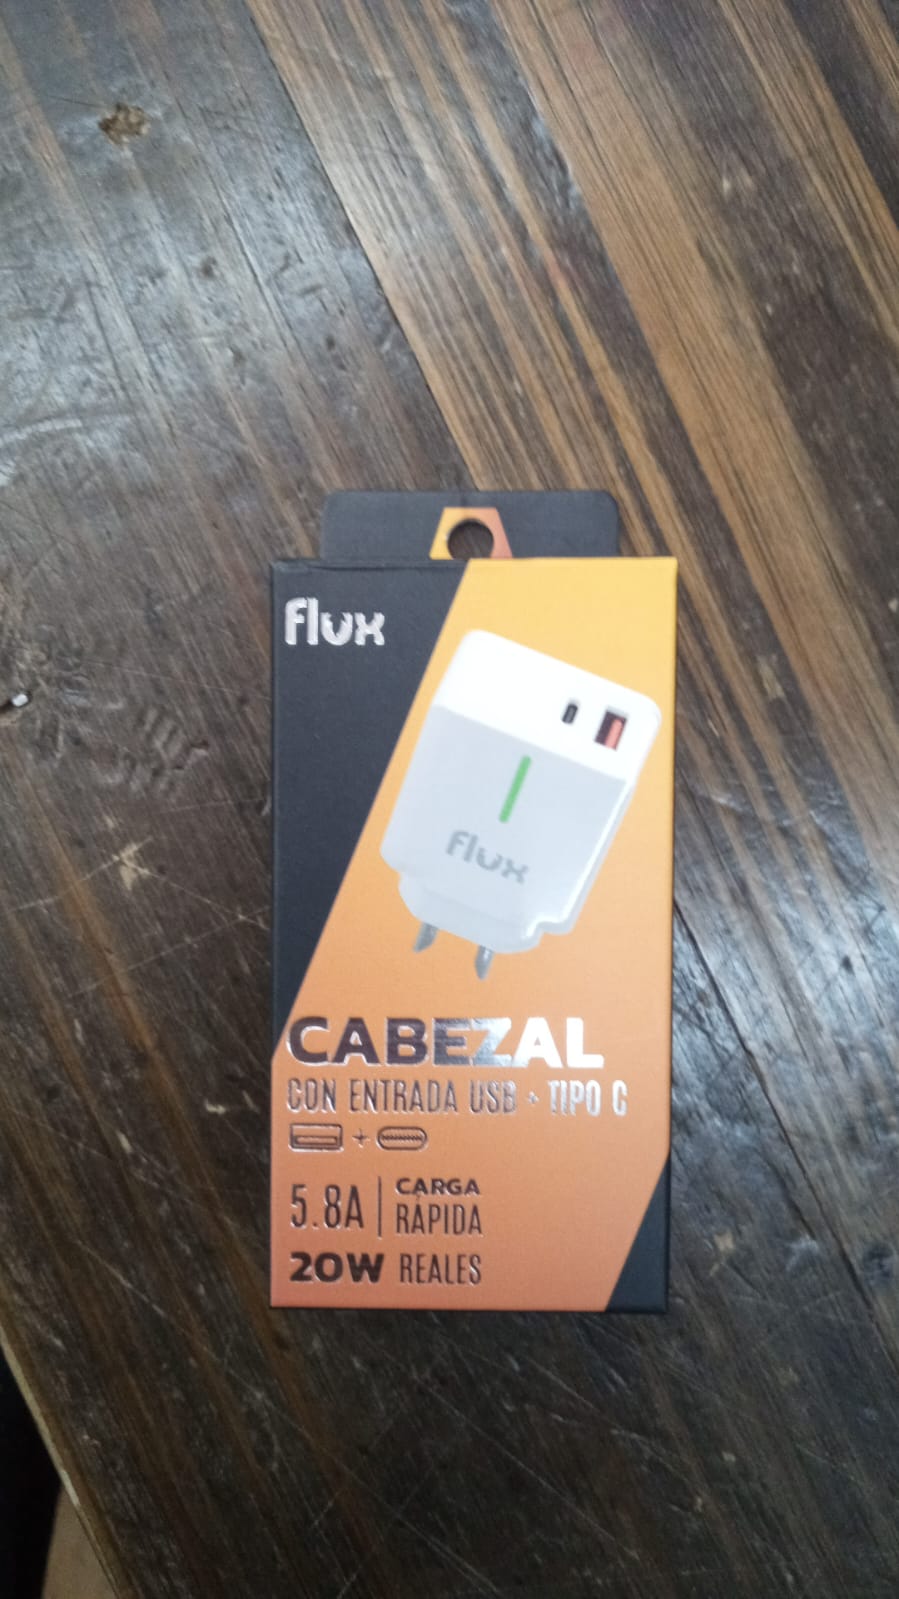 flux
flux
CABEZAL
CON ENTRADA USB + TIPO C
+
5.8A | CARGA RÁPIDA
20W REALES